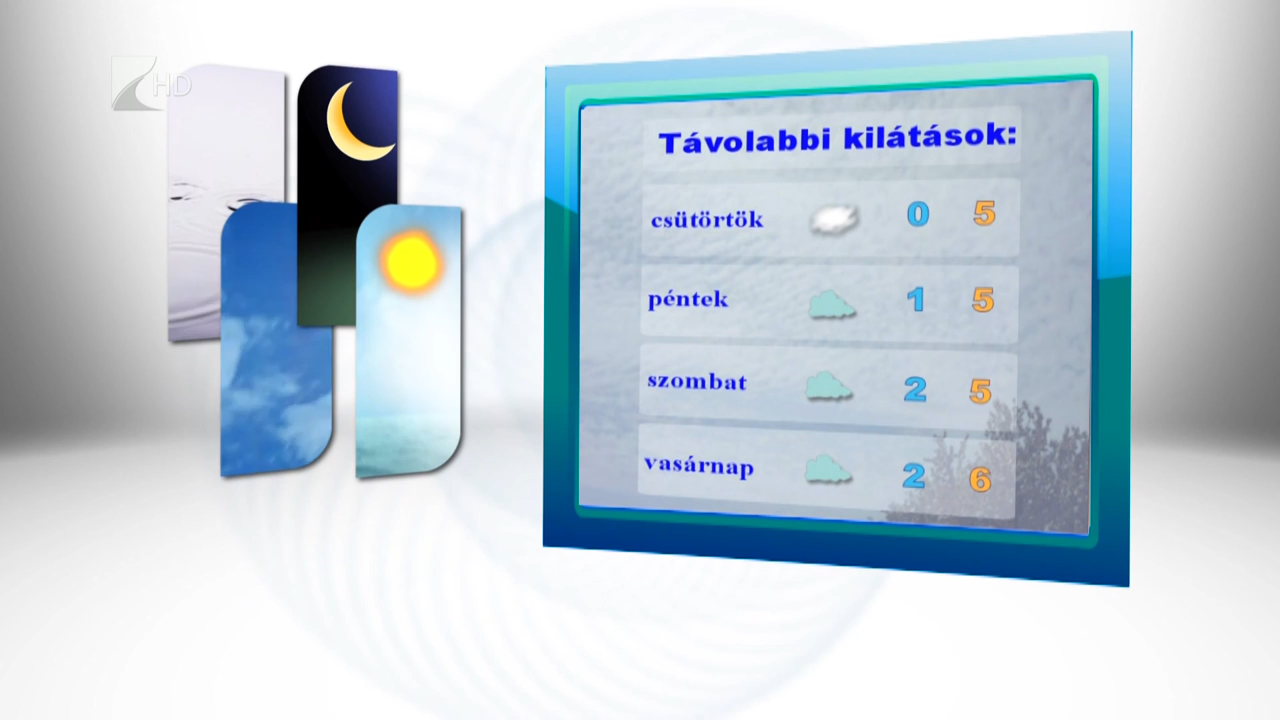 HD
Távolabbi kilátások:
csütörtök 0 5
péntek 1 5
szombat 2 5
vasárnap 2 6